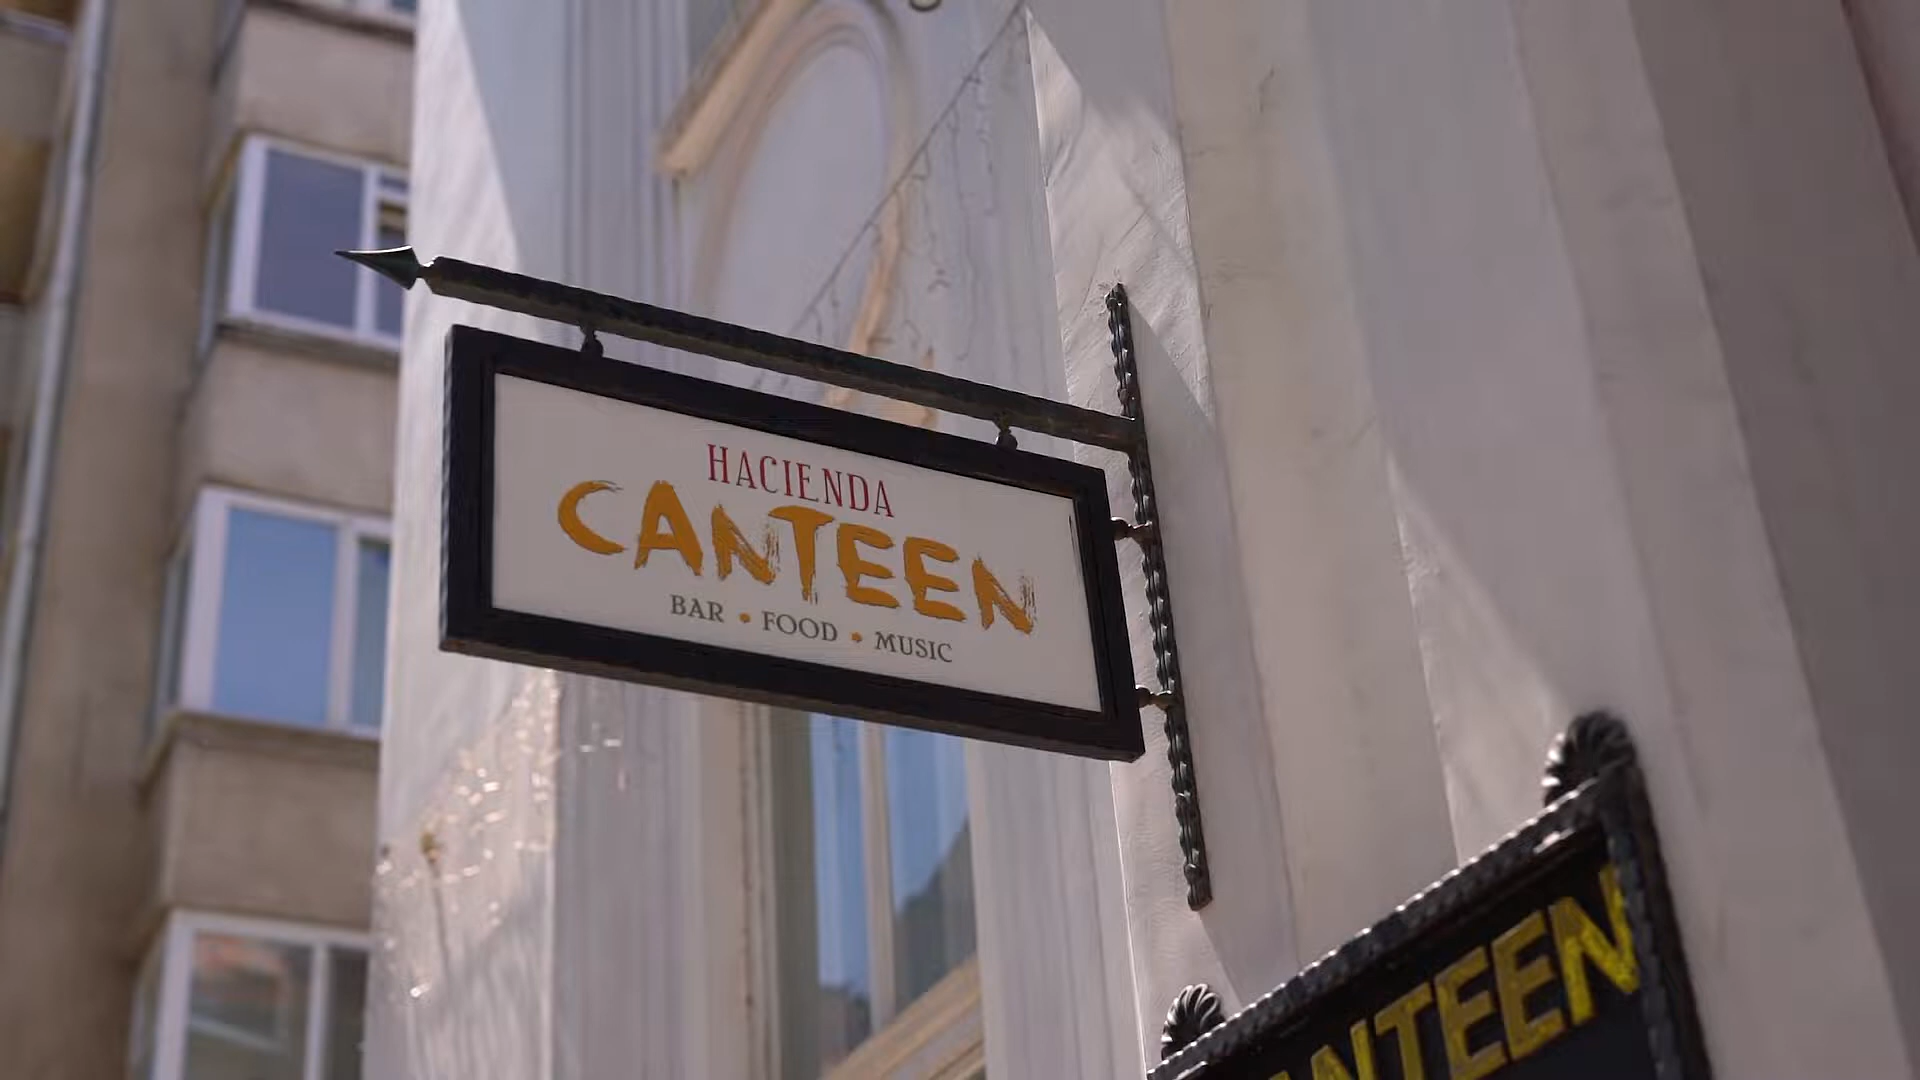 HACIENDA
CANTEEN
BAR • FOOD • MUSIC
ANTEEN